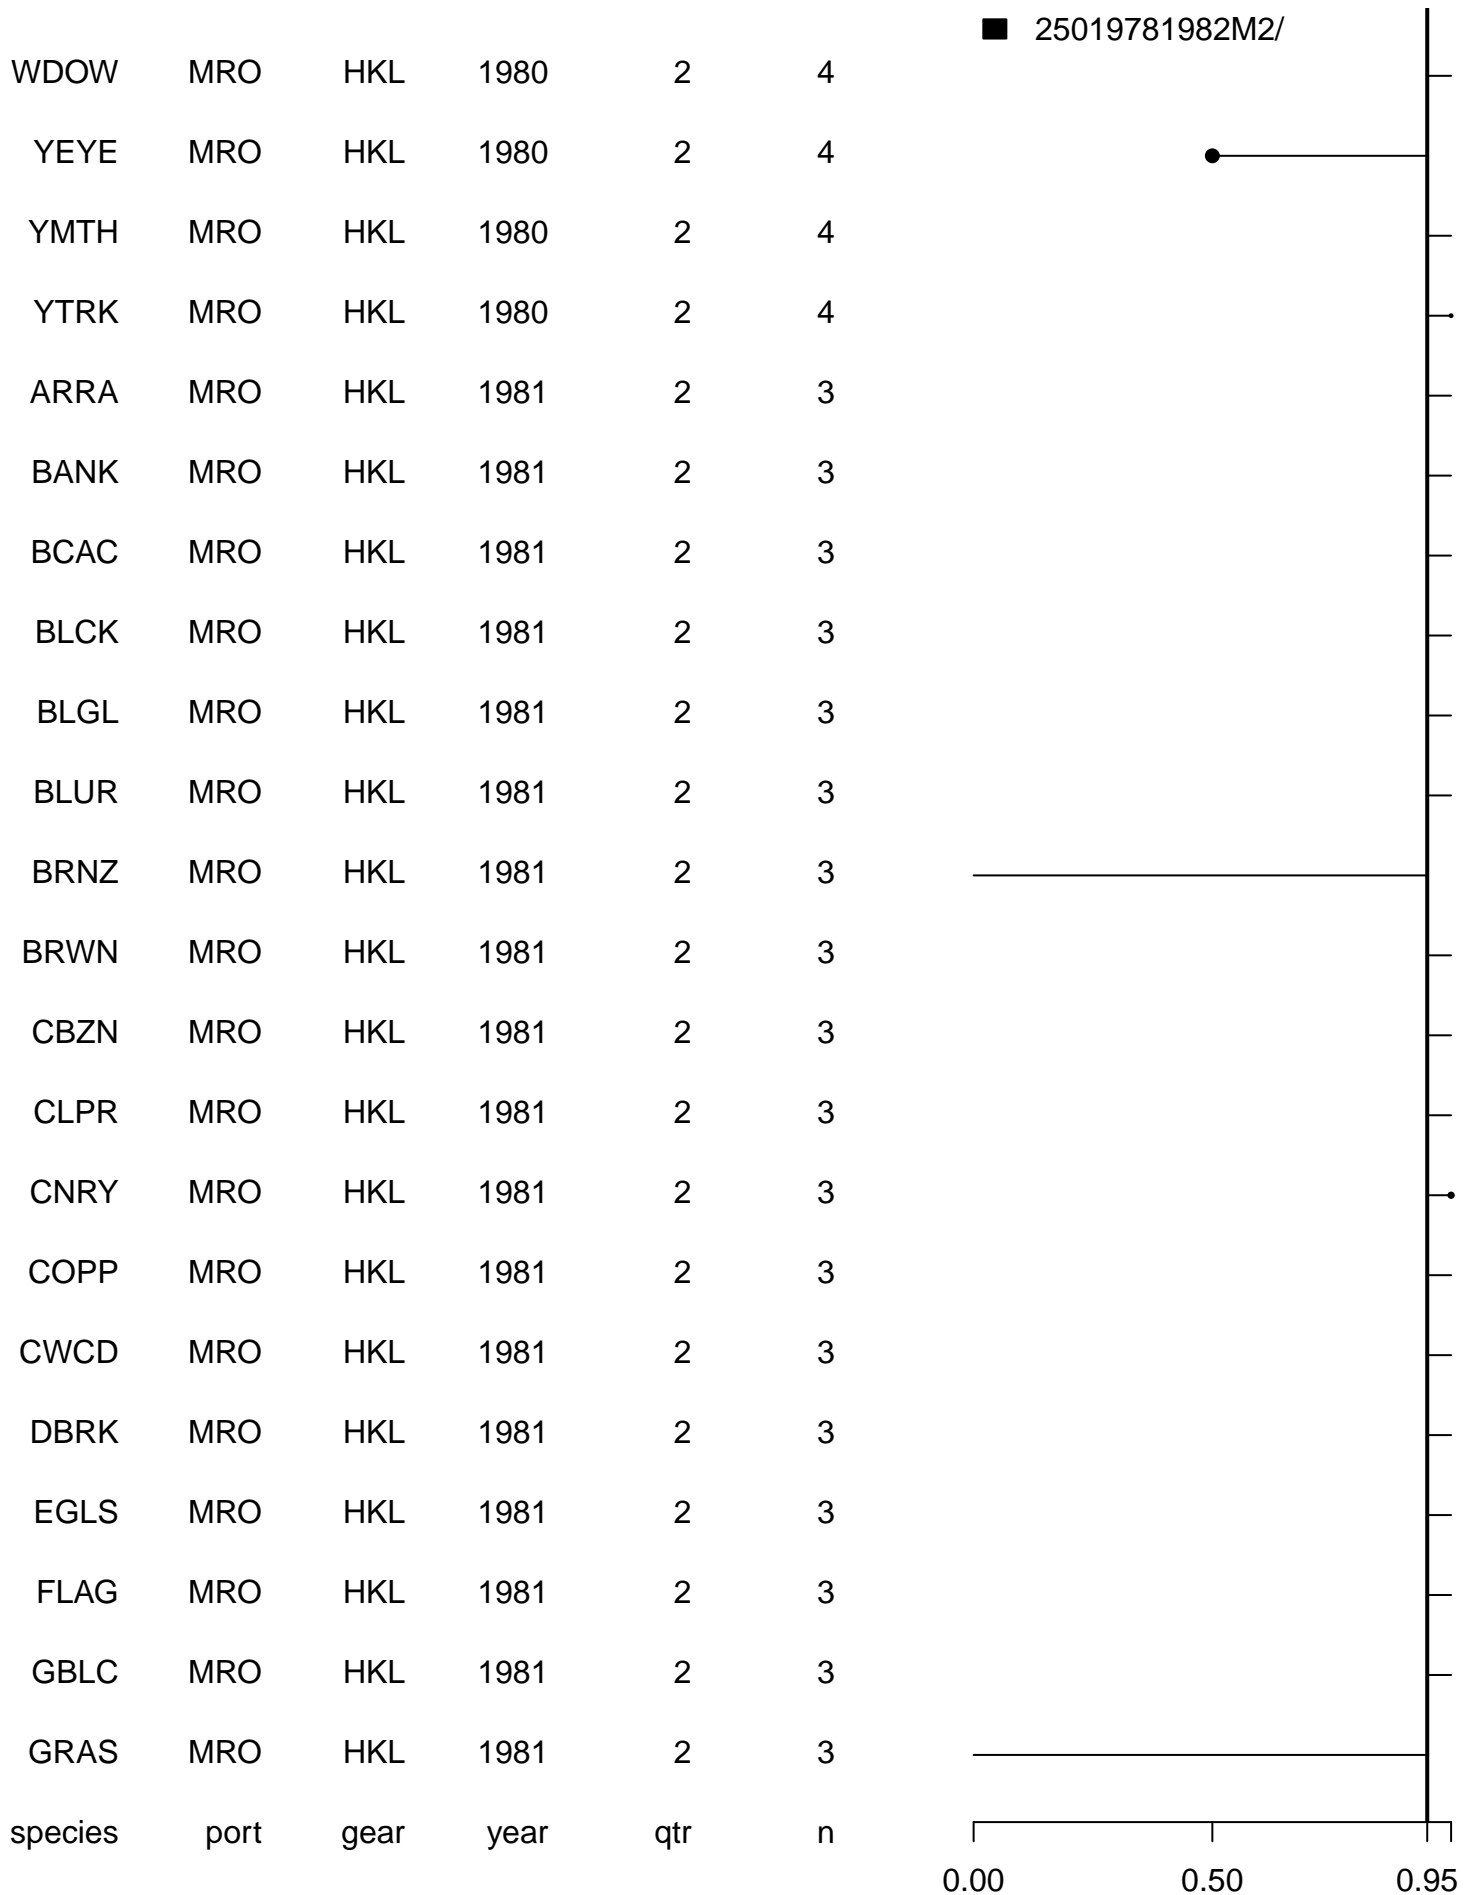 25019781982M2/
WDOW MRO HKL 1980 2 4
YEYE MRO HKL 1980 2 4
YMTH MRO HKL 1980 2 4
YTRK MRO HKL 1980 2 4
ARRA MRO HKL 1981 2 3
BANK MRO HKL 1981 2 3
BCAC MRO HKL 1981 2 3
BLCK MRO HKL 1981 2 3
BLGL MRO HKL 1981 2 3
BLUR MRO HKL 1981 2 3
BRNZ MRO HKL 1981 2 3
BRWN MRO HKL 1981 2 3
CBZN MRO HKL 1981 2 3
CLPR MRO HKL 1981 2 3
CNRY MRO HKL 1981 2 3
COPP MRO HKL 1981 2 3
CWCD MRO HKL 1981 2 3
DBRK MRO HKL 1981 2 3
EGLS MRO HKL 1981 2 3
FLAG MRO HKL 1981 2 3
GBLC MRO HKL 1981 2 3
GRAS MRO HKL 1981 2 3
species port gear year qtr n
0.00 0.50 0.95